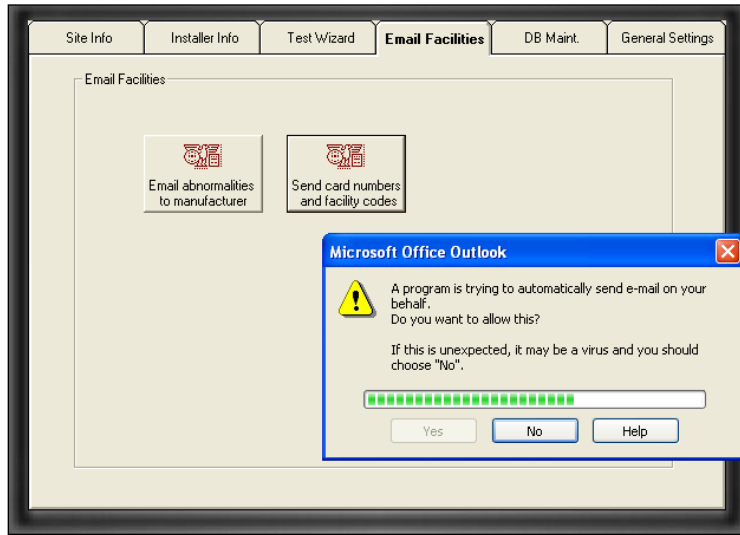 Site Info Installer Info Test Wizard Email Facilities DB Maint. General Settings
Email Facilities
Email abnormalities
to manufacturer
Send card numbers
and facility codes
Microsoft Office Outlook
A program is trying to automatically send e-mail on your
behalf.
Do you want to allow this?
If this is unexpected, it may be a virus and you should
choose "No".
Yes No Help